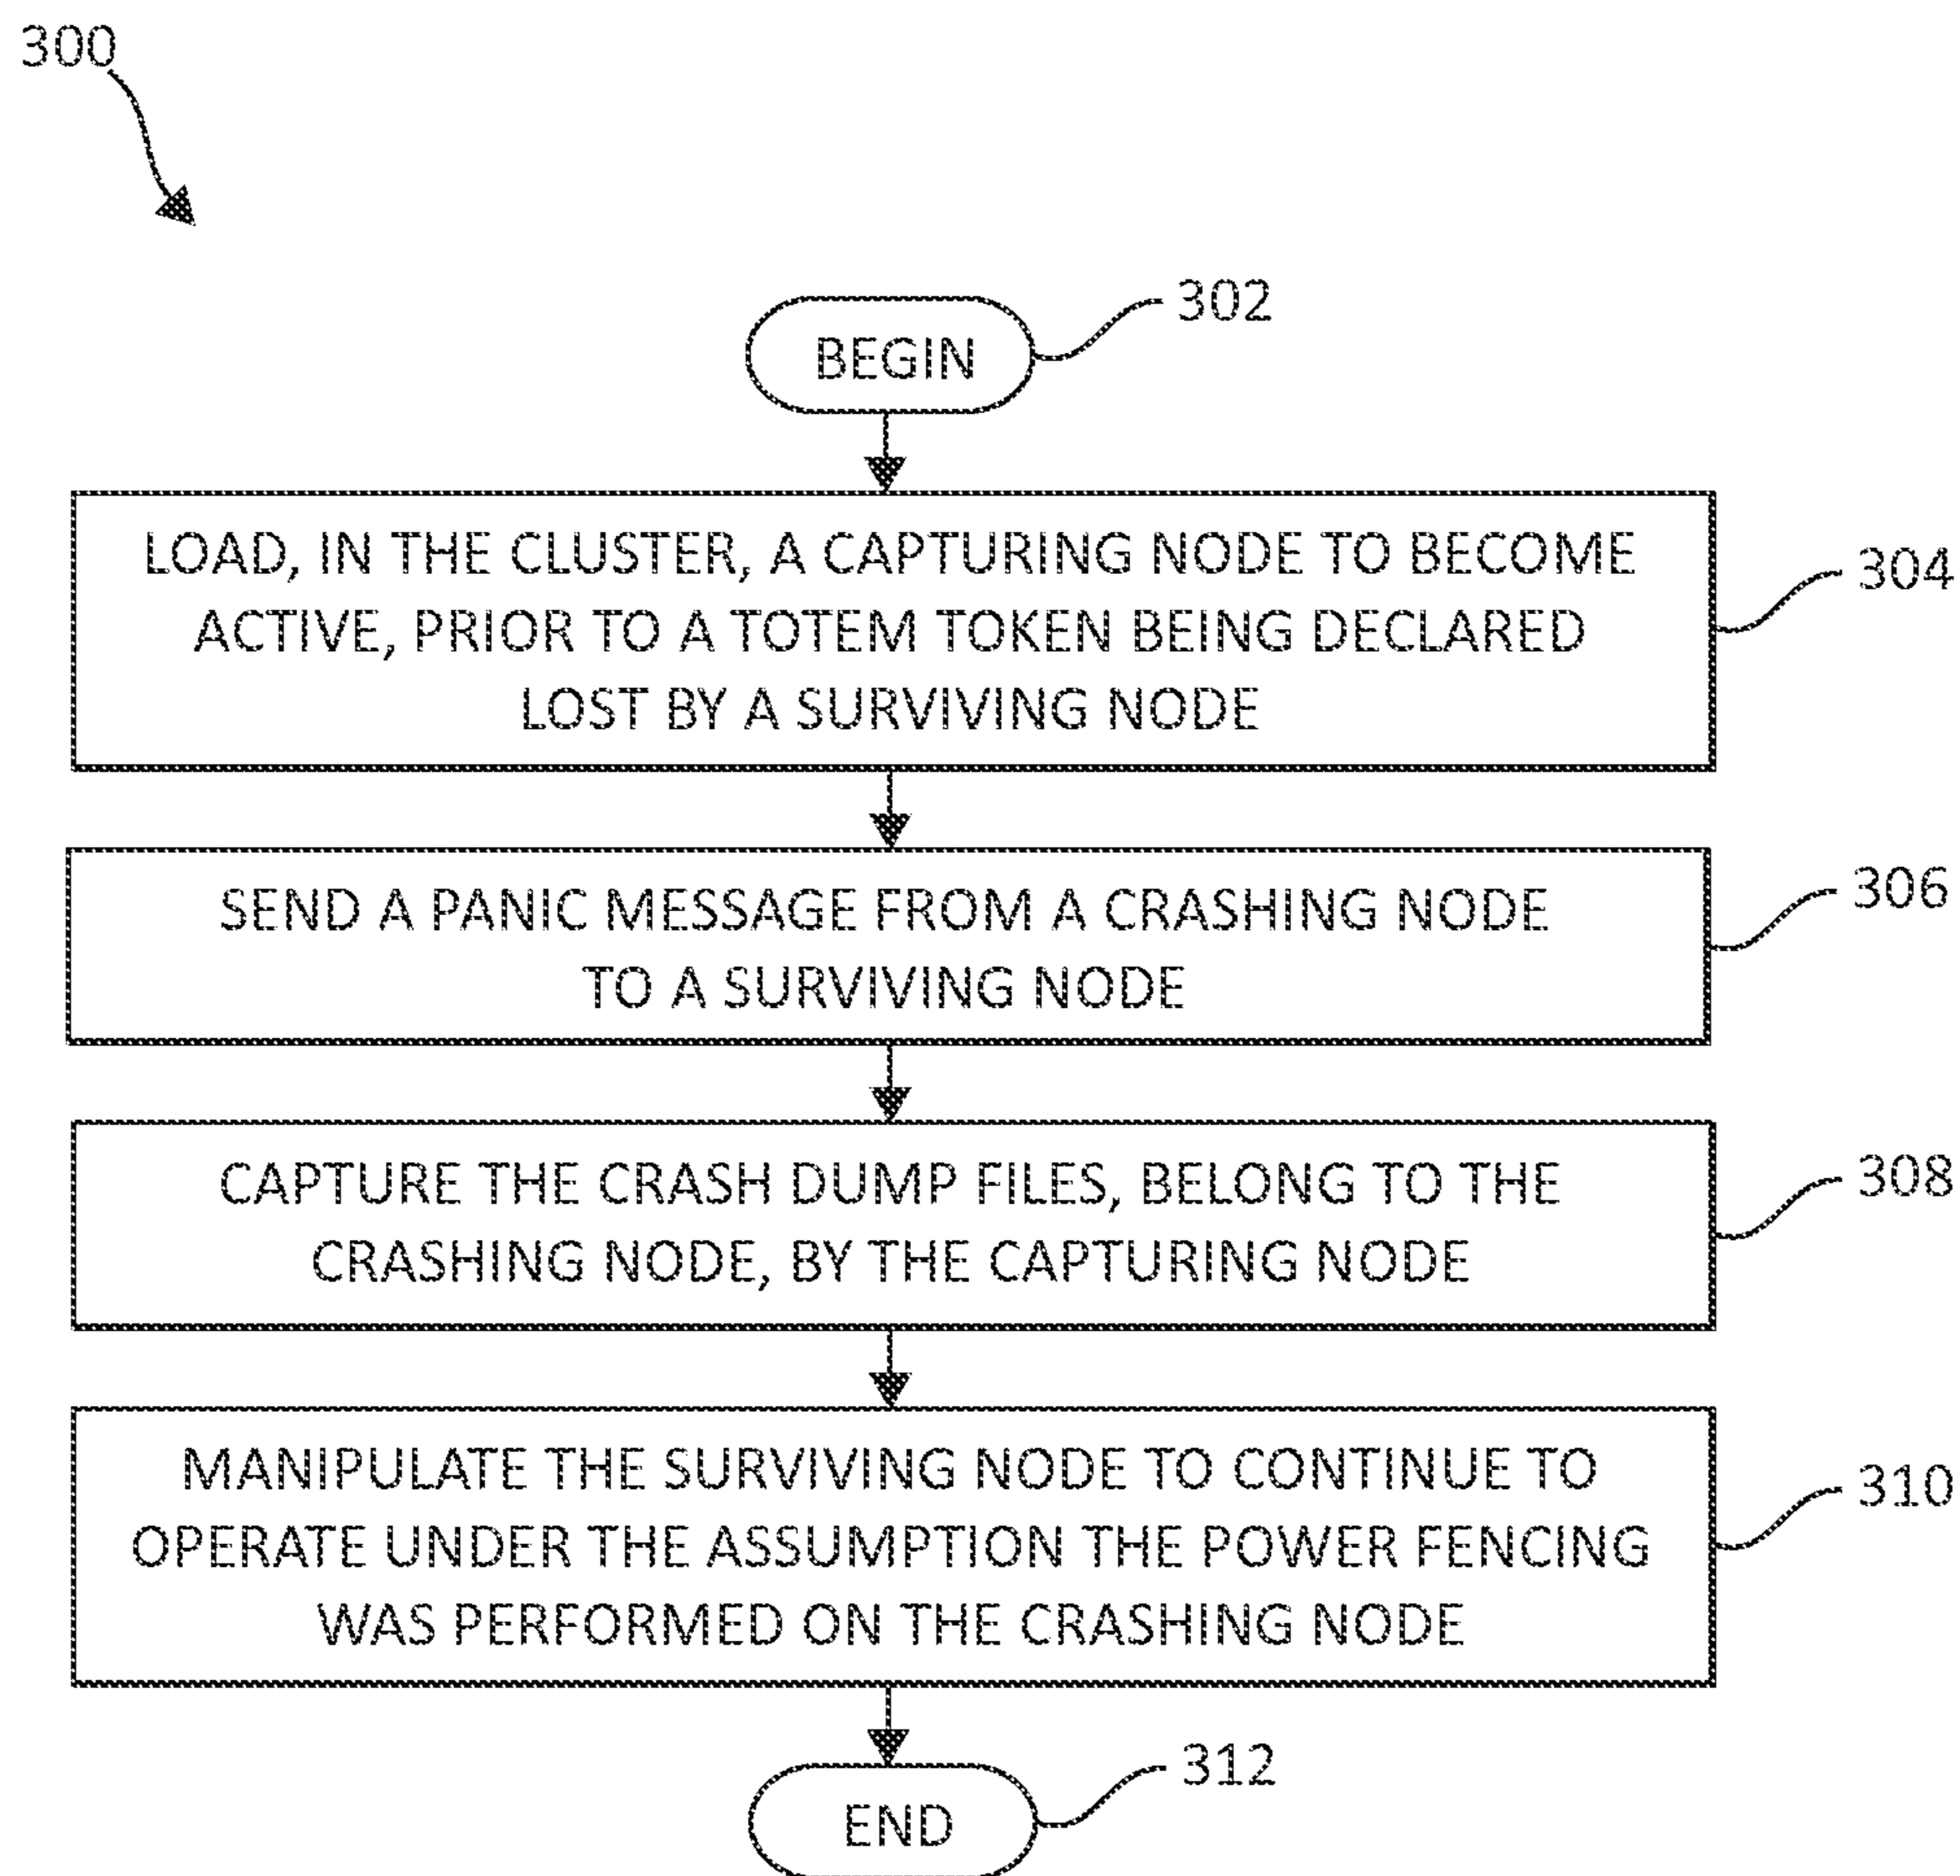 300
302
BEGIN
LOAD, IN THE CLUSTER, A CAPTURING NODE TO BECOME
ACTIVE, PRIOR TO A TOTEM TOKEN BEING DECLARED
LOST BY A SURVIVING NODE
304
SEND A PANIC MESSAGE FROM A CRASHING NODE
TO A SURVIVING NODE
306
CAPTURE THE CRASH DUMP FILES, BELONG TO THE
CRASHING NODE, BY THE CAPTURING NODE
308
MANIPULATE THE SURVIVING NODE TO CONTINUE TO
OPERATE UNDER THE ASSUMPTION THE POWER FENCING
WAS PERFORMED ON THE CRASHING NODE
310
312
END